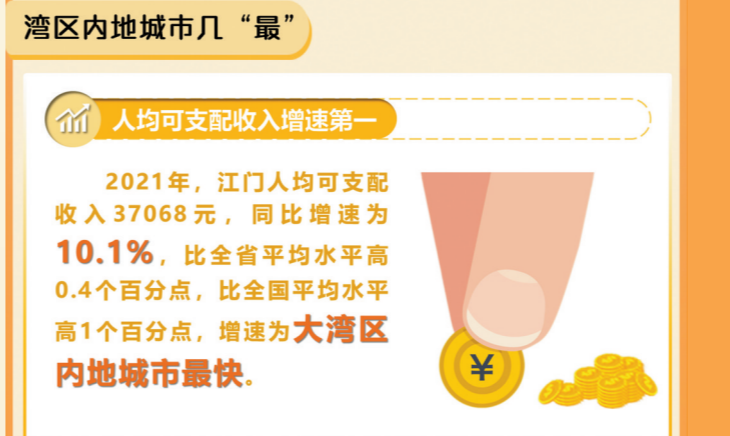 湾区内地城市几“最”
人均可支配收入增速第一
2021年，江门人均可支配
收入37068元，同比增速为
10.1%，比全省平均水平高
0.4个百分点，比全国平均水平
高1个百分点，增速为大湾区
内地城市最快。
¥